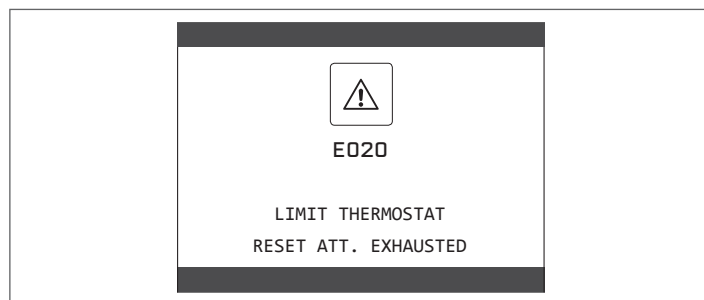 E020
LIMIT THERMOSTAT
RESET ATT. EXHAUSTED